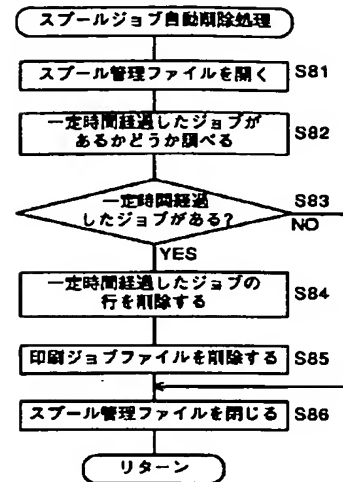 スプールジョブ自動削除処理
スプール管理ファイルを開く S81
一定時間経過したジョブが
あるかどうか調べる S82
一定時間経過 S83
したジョブがある?
NO
YES
一定時間経過したジョブの
行を削除する S84
印刷ジョブファイルを削除する S85
スプール管理ファイルを閉じる S86
リターン